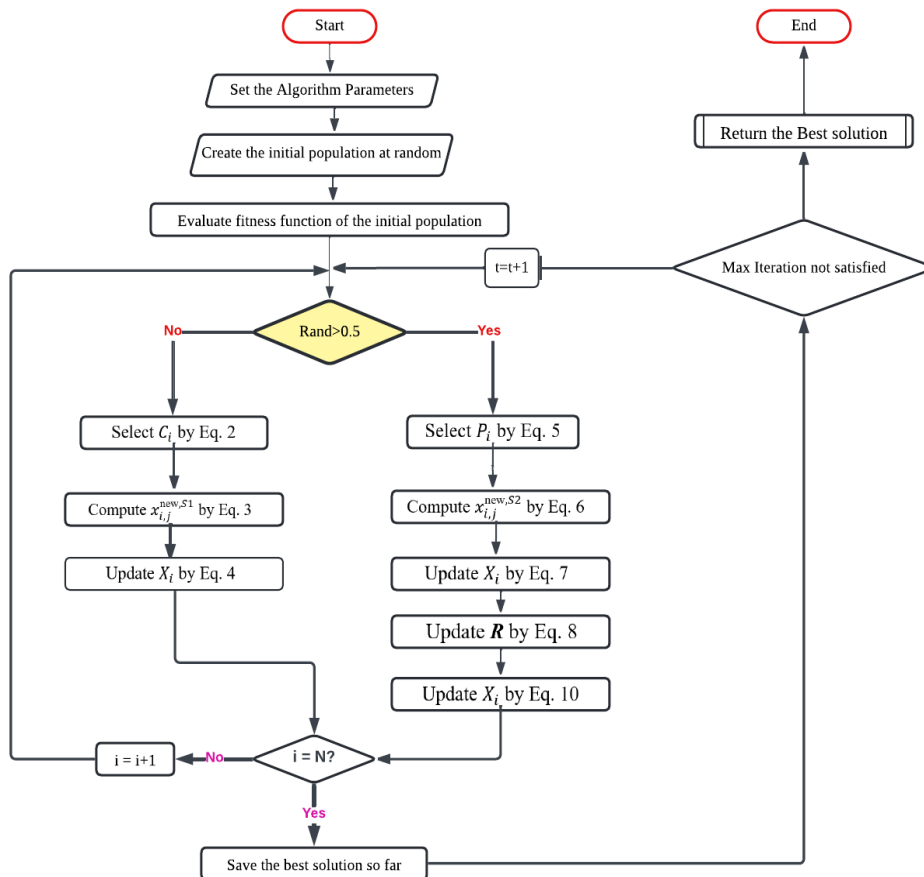 Start
End
Set the Algorithm Parameters
Return the Best solution
Create the initial population at random
Evaluate fitness function of the initial population
t=t+1
Max Iteration not satisfied
Rand>0.5
No
Yes
Select C_i by Eq. 2
Select P_i by Eq. 5
Compute x_{i,j}^{new,S1} by Eq. 3
Compute x_{i,j}^{new,S2} by Eq. 6
Update X_i by Eq. 4
Update X_i by Eq. 7
Update R by Eq. 8
Update X_i by Eq. 10
i = N?
No
i = i+1
Yes
Save the best solution so far